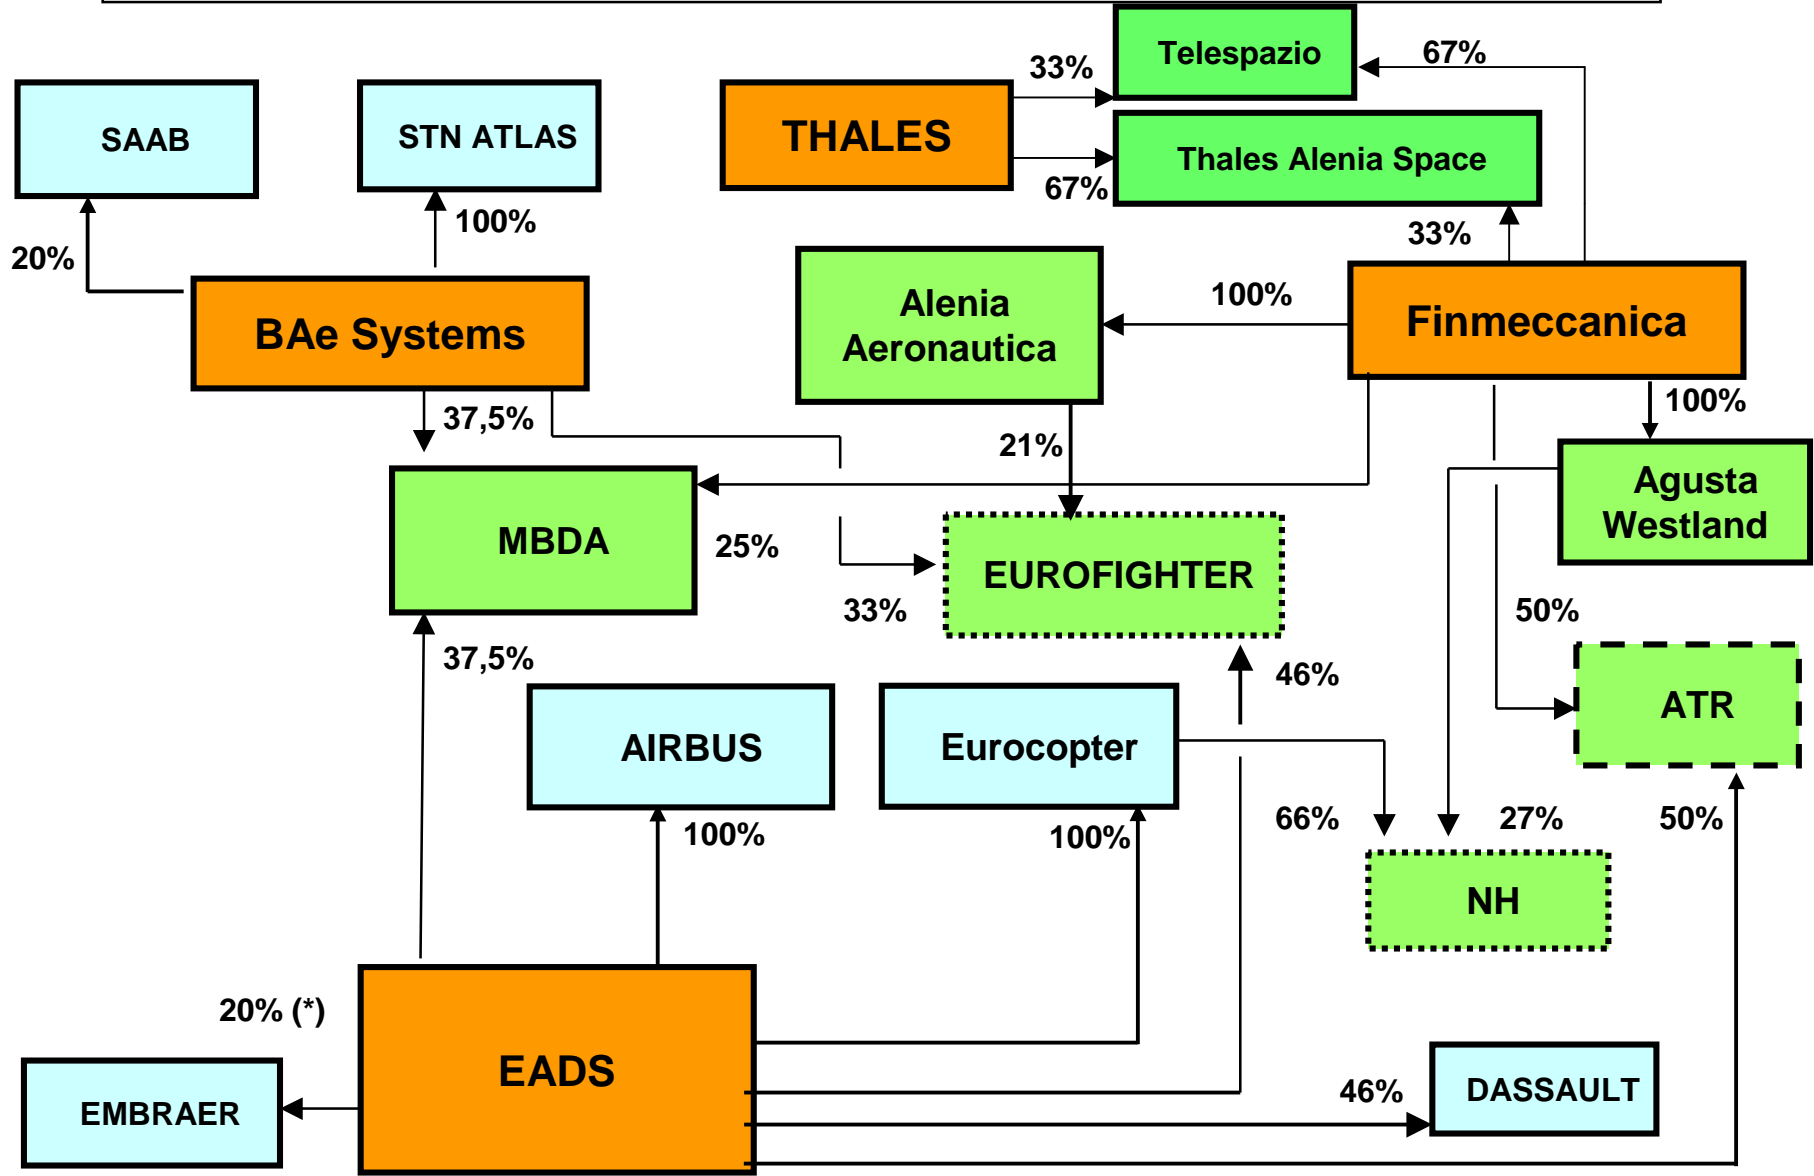 Telespazio
67%
33%
SAAB
STN ATLAS
THALES
Thales Alenia Space
67%
100%
33%
20%
Alenia
Aeronautica
100%
Finmeccanica
BAe Systems
37,5%
100%
21%
Agusta
Westland
MBDA
25%
EUROFIGHTER
33%
50%
37,5%
46%
ATR
AIRBUS
Eurocopter
100%
100%
66%
27%
50%
NH
20% (*)
EADS
46%
DASSAULT
EMBRAER